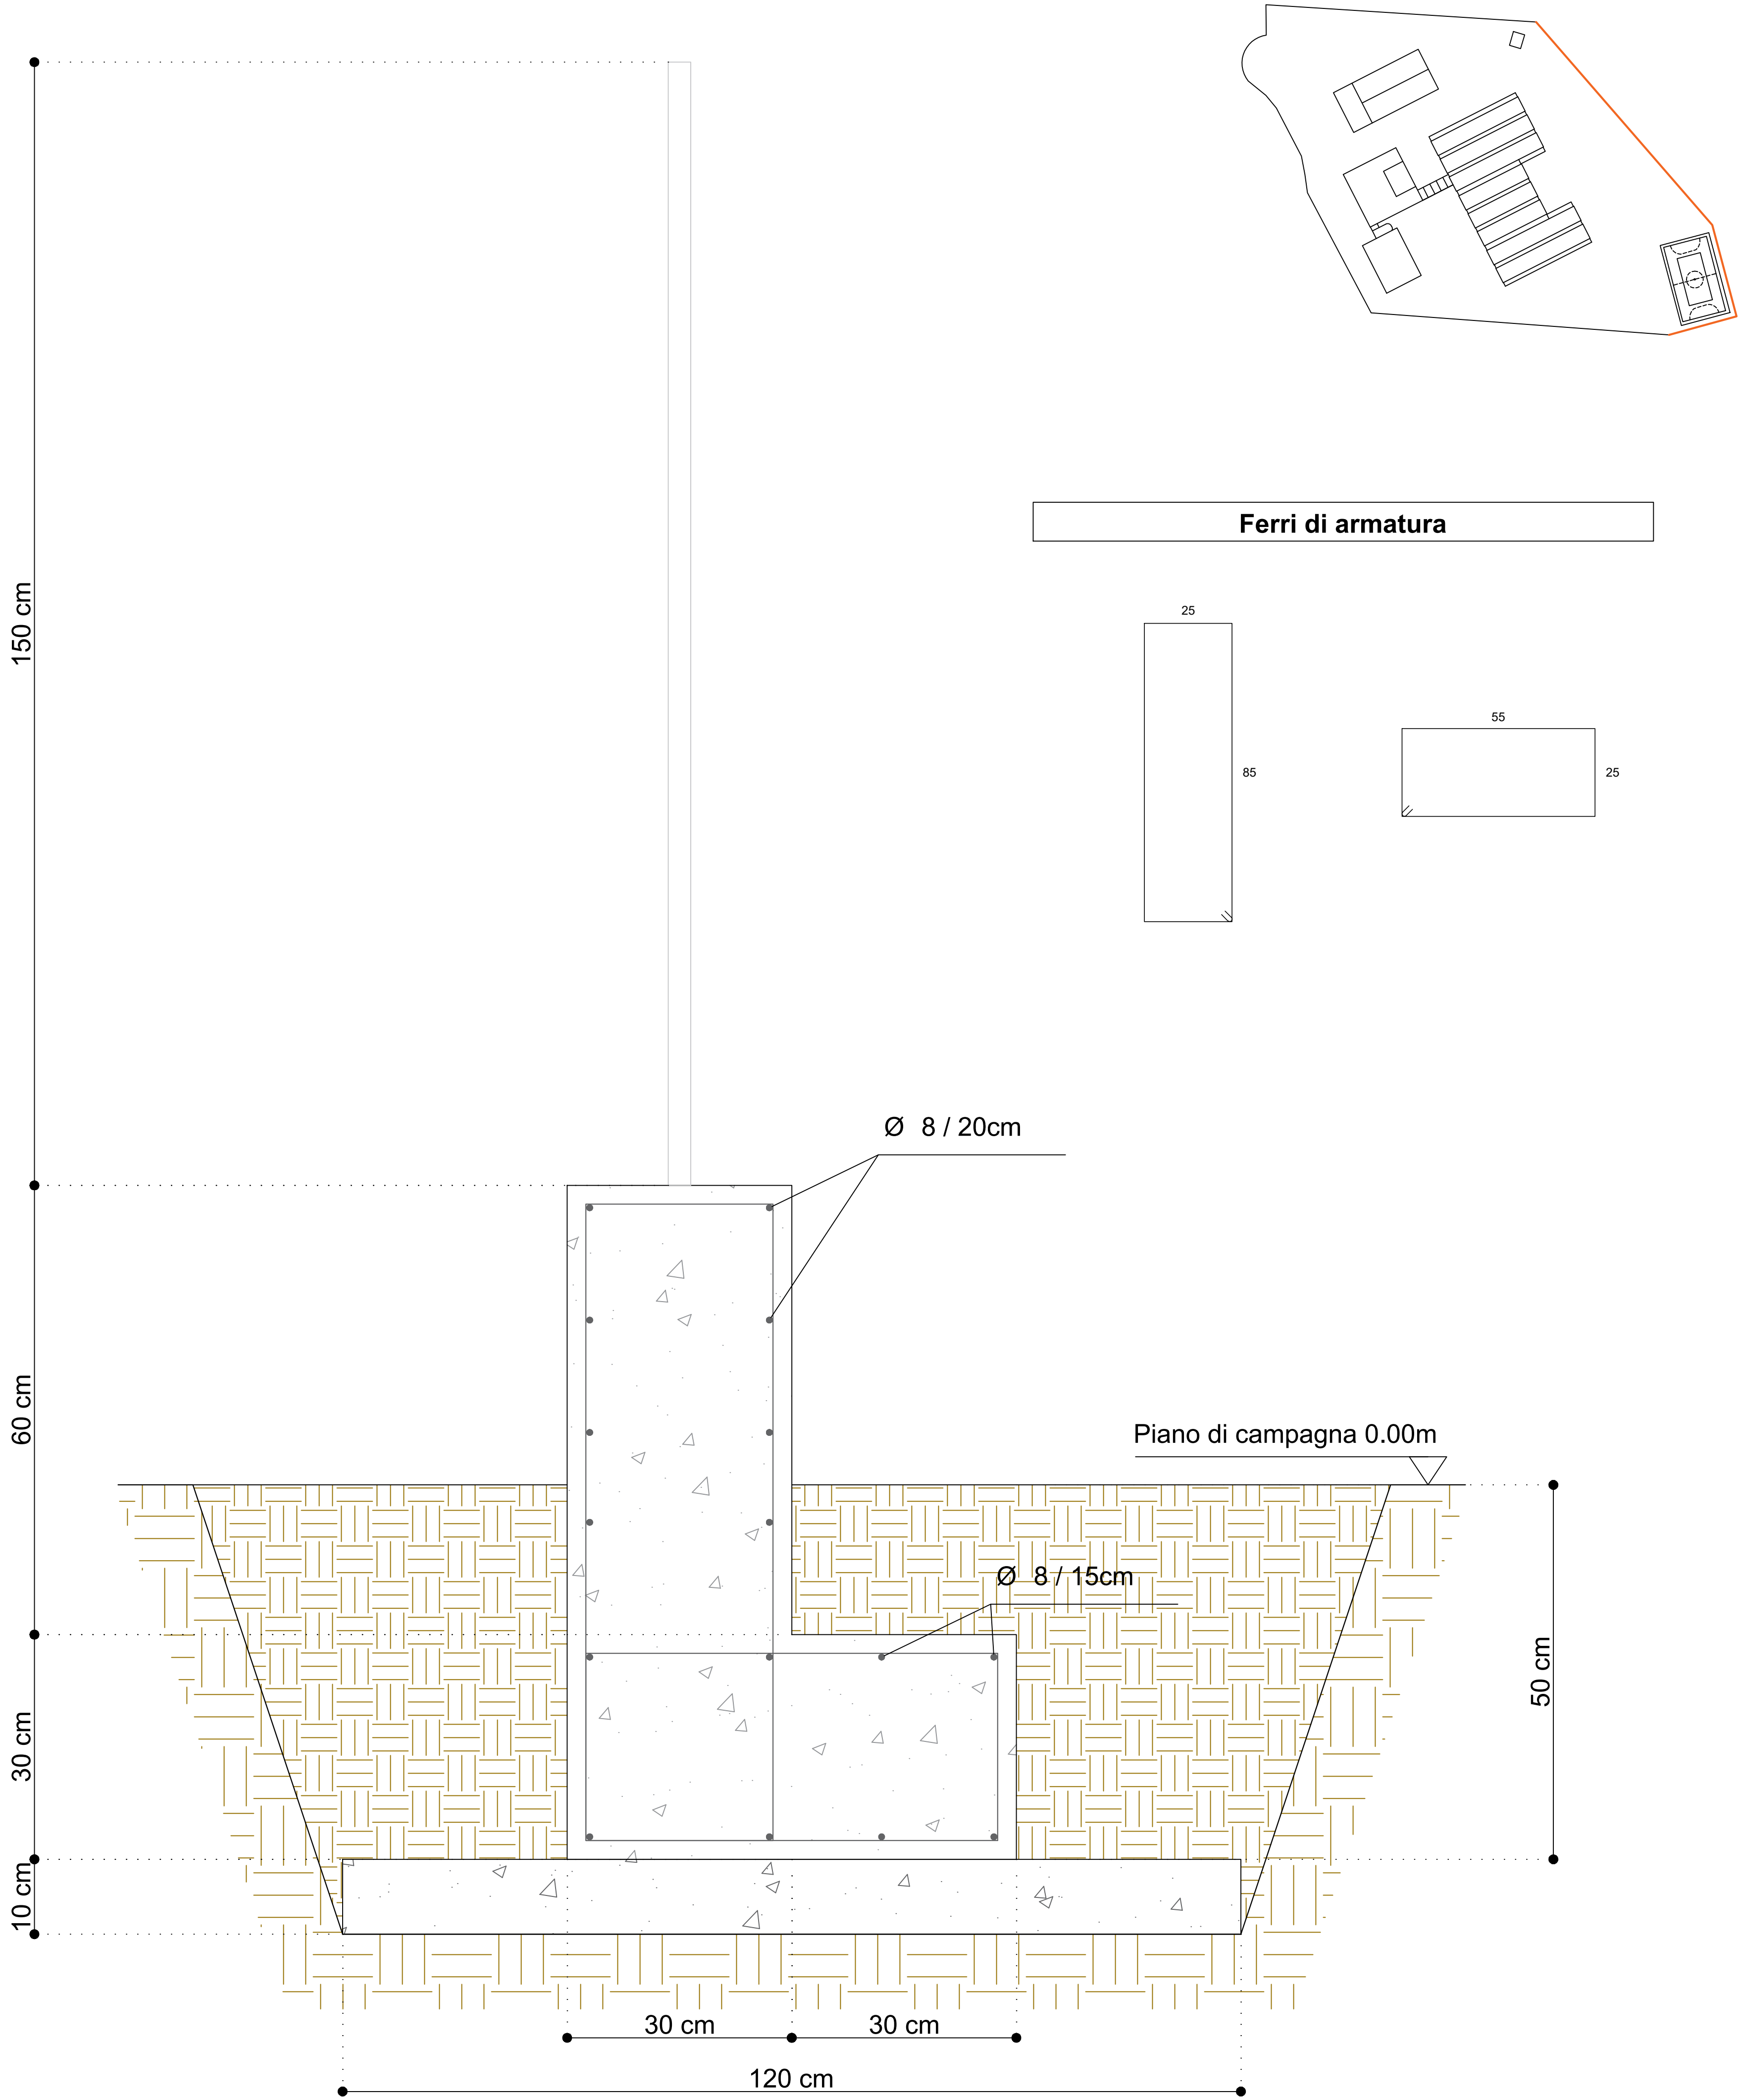 Ferri di armatura
25
85
55
25
150 cm
Ø 8 / 20cm
60 cm
Piano di campagna 0.00m
Ø 8 / 15cm
50 cm
30 cm
10 cm
30 cm
30 cm
120 cm